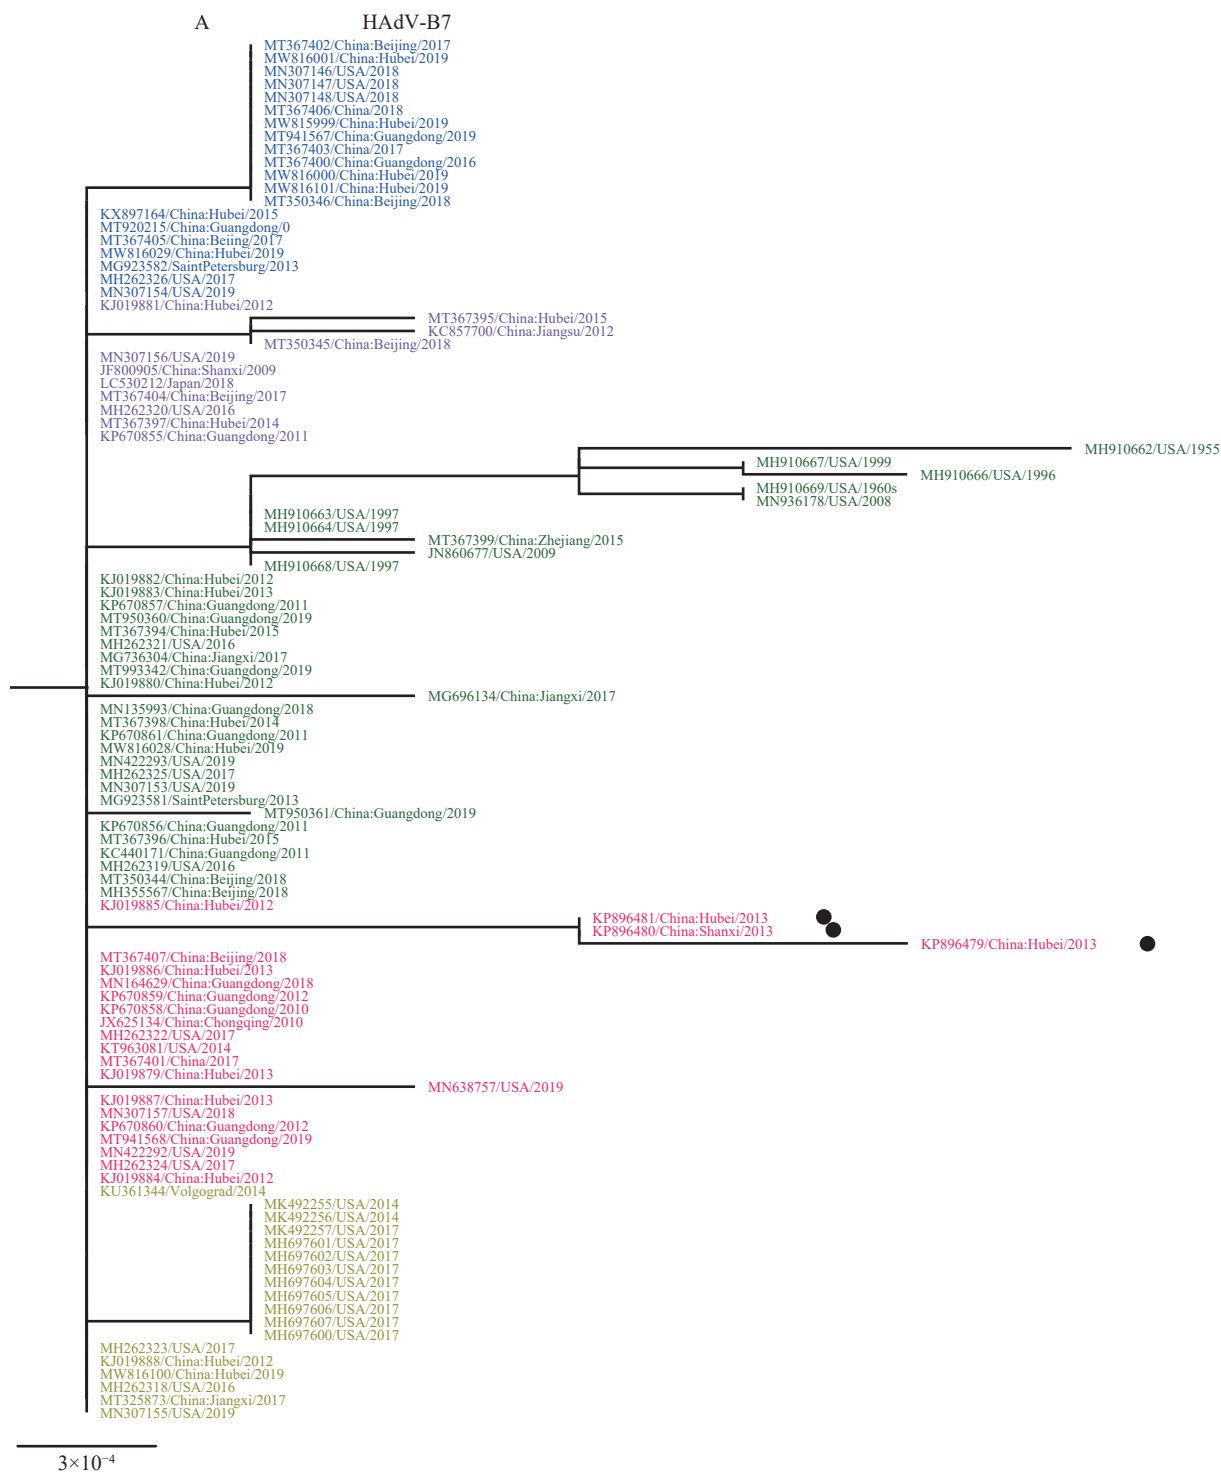 A HAdV-B7
MT367402/China:Beijing/2017
MW816001/China:Hubei/2019
MN307146/USA/2018
MN307147/USA/2018
MN307148/USA/2018
MT367406/China/2018
MW815999/China:Hubei/2019
MT941567/China:Guangdong/2019
MT367403/China/2017
MT367400/China:Guangdong/2016
MW816000/China:Hubei/2019
MW816101/China:Hubei/2019
MT350346/China:Beijing/2018
KX897164/China:Hubei/2015
MT920215/China:Guangdong/0
MT367405/China:Beijing/2017
MW816029/China:Hubei/2019
MG923582/SaintPetersburg/2013
MH262326/USA/2017
MN307154/USA/2019
KJ019881/China:Hubei/2012
MT367395/China:Hubei/2015
KC857700/China:Jiangsu/2012
MT350345/China:Beijing/2018
MN307156/USA/2019
JF800905/China:Shanxi/2009
LC530212/Japan/2018
MT367404/China:Beijing/2017
MH262320/USA/2016
MT367397/China:Hubei/2014
KP670855/China:Guangdong/2011
MH910662/USA/1955
MH910667/USA/1999
MH910666/USA/1996
MH910669/USA/1960s
MN936178/USA/2008
MH910663/USA/1997
MH910664/USA/1997
MT367399/China:Zhejiang/2015
JN860677/USA/2009
MH910668/USA/1997
KJ019882/China:Hubei/2012
KJ019883/China:Hubei/2013
KP670857/China:Guangdong/2011
MT950360/China:Guangdong/2019
MT367394/China:Hubei/2015
MH262321/USA/2016
MG736304/China:Jiangxi/2017
MT993342/China:Guangdong/2019
KJ019880/China:Hubei/2012
MG696134/China:Jiangxi/2017
MN135993/China:Guangdong/2018
MT367398/China:Hubei/2014
KP670861/China:Guangdong/2011
MW816028/China:Hubei/2019
MN422293/USA/2019
MH262325/USA/2017
MN307153/USA/2019
MG923581/SaintPetersburg/2013
MT950361/China:Guangdong/2019
KP670856/China:Guangdong/2011
MT367396/China:Hubei/2015
KC440171/China:Guangdong/2011
MH262319/USA/2016
MT350344/China:Beijing/2018
MH355567/China:Beijing/2018
KJ019885/China:Hubei/2012
KP896481/China:Hubei/2013
KP896480/China:Shanxi/2013
KP896479/China:Hubei/2013
MT367407/China:Beijing/2018
KJ019886/China:Hubei/2013
MN164629/China:Guangdong/2018
KP670859/China:Guangdong/2012
KP670858/China:Guangdong/2010
JX625134/China:Chongqing/2010
MH262322/USA/2017
KT963081/USA/2014
MT367401/China/2017
KJ019879/China:Hubei/2013
MN638757/USA/2019
KJ019887/China:Hubei/2013
MN307157/USA/2018
KP670860/China:Guangdong/2012
MT941568/China:Guangdong/2019
MN422292/USA/2019
MH262324/USA/2017
KJ019884/China:Hubei/2012
KU361344/Volgograd/2014
MK492255/USA/2014
MK492256/USA/2014
MK492257/USA/2017
MH697601/USA/2017
MH697602/USA/2017
MH697603/USA/2017
MH697604/USA/2017
MH697605/USA/2017
MH697606/USA/2017
MH697607/USA/2017
MH697600/USA/2017
MH262323/USA/2017
KJ019888/China:Hubei/2012
MW816100/China:Hubei/2019
MH262318/USA/2016
MT325873/China:Jiangxi/2017
MN307155/USA/2019
3×10⁻⁴